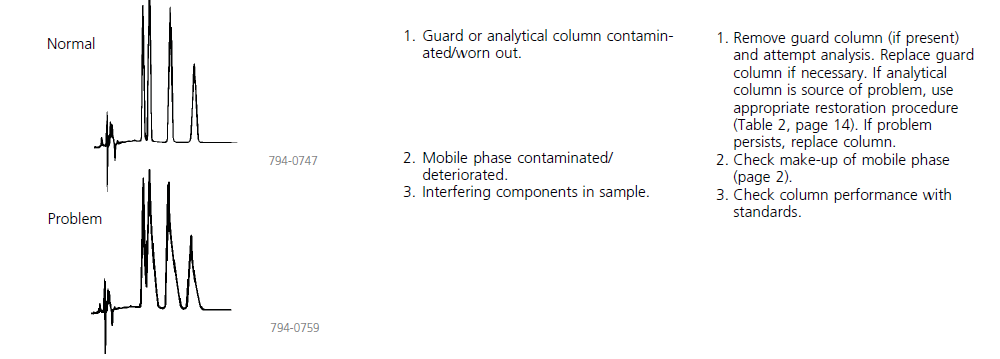 Normal
794-0747
Problem
794-0759
1. Guard or analytical column contamin-
ated/worn out.
2. Mobile phase contaminated/
deteriorated.
3. Interfering components in sample.
1. Remove guard column (if present)
and attempt analysis. Replace guard
column if necessary. If analytical
column is source of problem, use
appropriate restoration procedure
(Table 2, page 14). If problem
persists, replace column.
2. Check make-up of mobile phase
(page 2).
3. Check column performance with
standards.